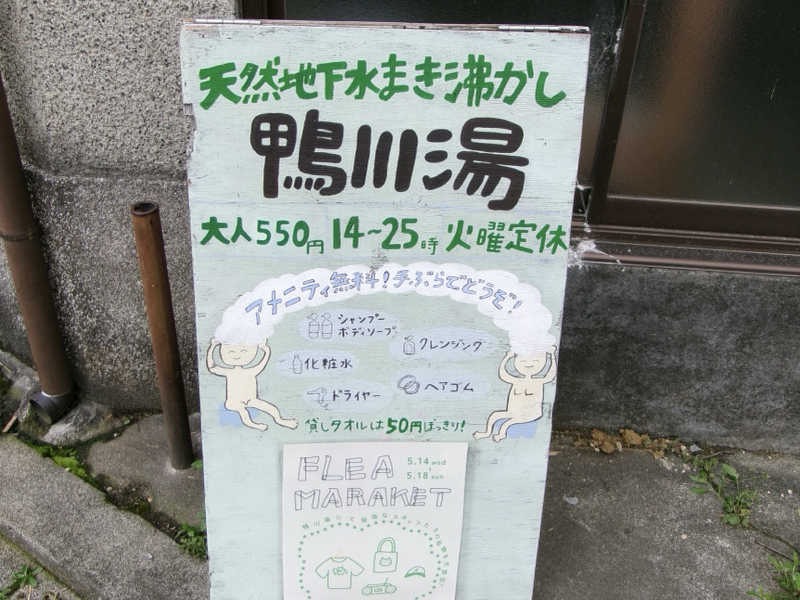 天然地下水まき沸かし
鴨川湯
大人550円 14~25時 火曜定休
アメニティ無料!手ぶらでどうぞ!
シャンプー
ボディソープ
クレンジング
化粧水
ドライヤー
ヘアゴム
貸しタオルは50円ぽっきり!
FLEA
MARAKET
5.14 wed
5.18 sun